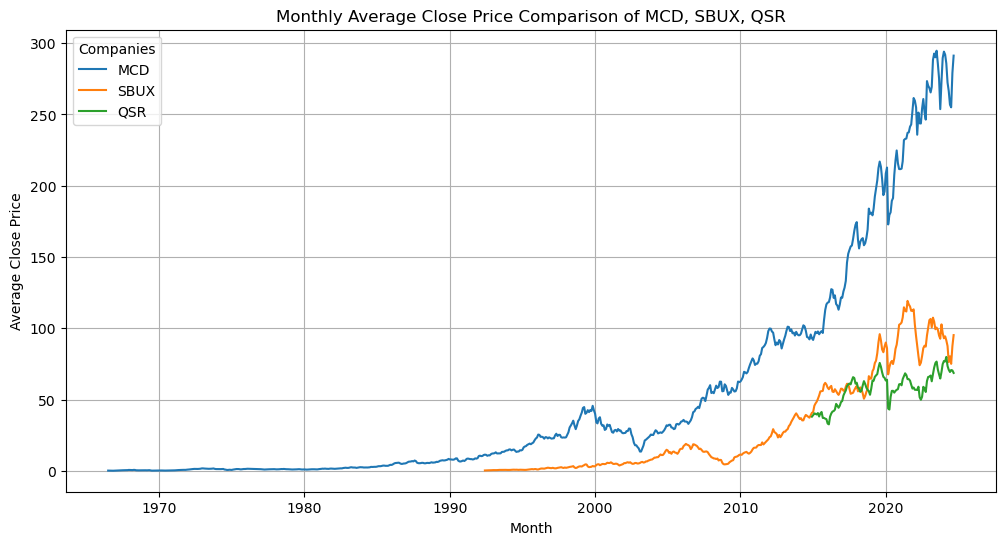 Monthly Average Close Price Comparison of MCD, SBUX, QSR
Companies
MCD
SBUX
QSR
Average Close Price
300
250
200
150
100
50
0
1970
1980
1990
2000
2010
2020
Month